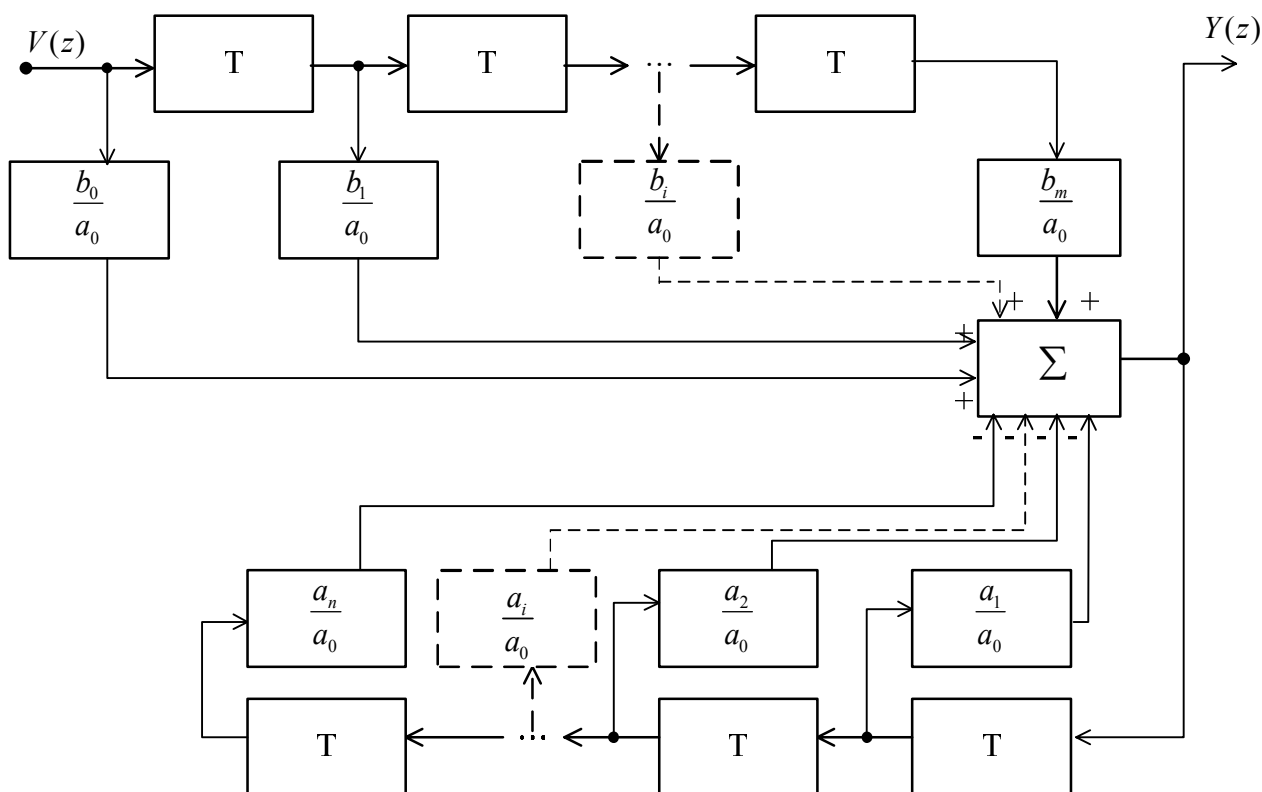 V(z)
Y(z)
T
T
...
T
b₀
a₀
b₁
a₀
bᵢ
a₀
bₘ
a₀
+
+
+
+
Σ
- - - -
aₙ
a₀
aᵢ
a₀
a₂
a₀
a₁
a₀
T
...
T
T